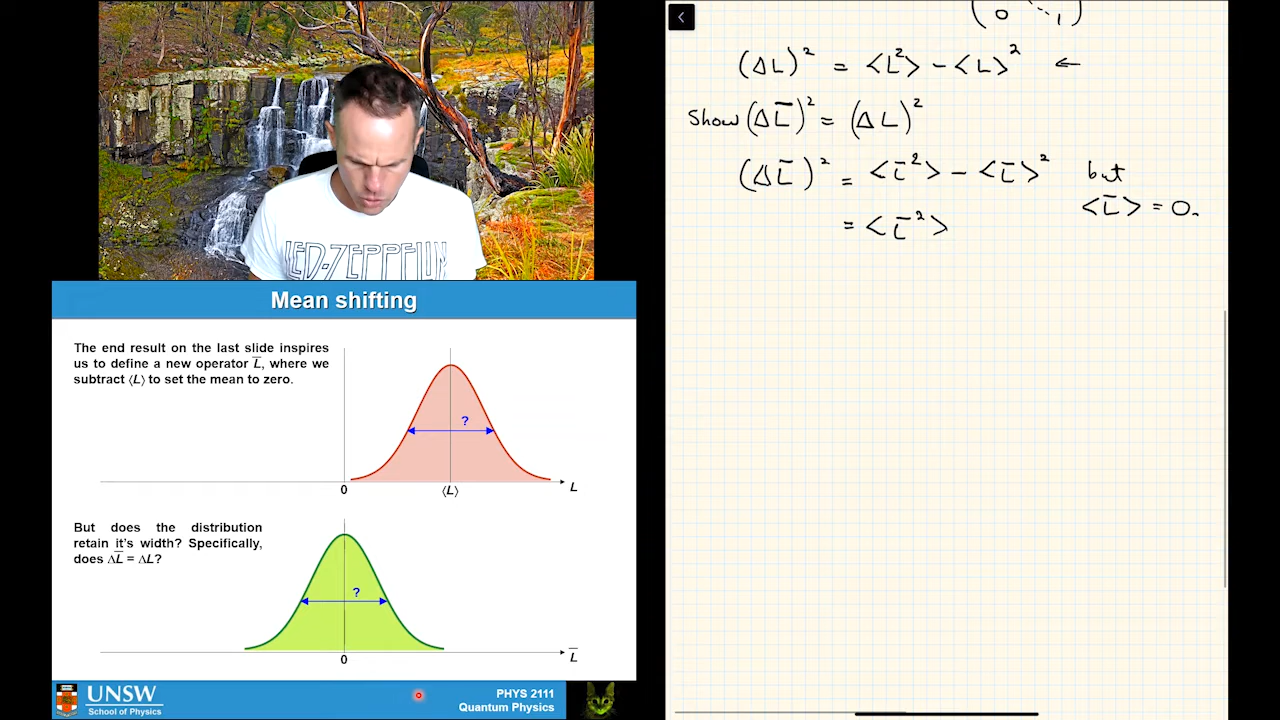 LED-ZEPPELIN
Mean shifting
The end result on the last slide inspires
us to define a new operator L̅, where we
subtract ⟨L⟩ to set the mean to zero.
?
0
⟨L⟩
L
But does the distribution
retain it's width? Specifically,
does ΔL̅ = ΔL?
?
0
L̅
UNSW
School of Physics
PHYS 2111
Quantum Physics
( 0 1 )
(ΔL)² = <L²> - <L>² ←
Show (ΔL̅)² = (ΔL)²
(ΔL̅)² = <L̅²> - <L̅>² but
<L̅> = 0.
= <L̅²>